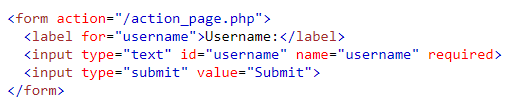 <form action="/action_page.php">
  <label for="username">Username:</label>
  <input type="text" id="username" name="username" required>
  <input type="submit" value="Submit">
</form>